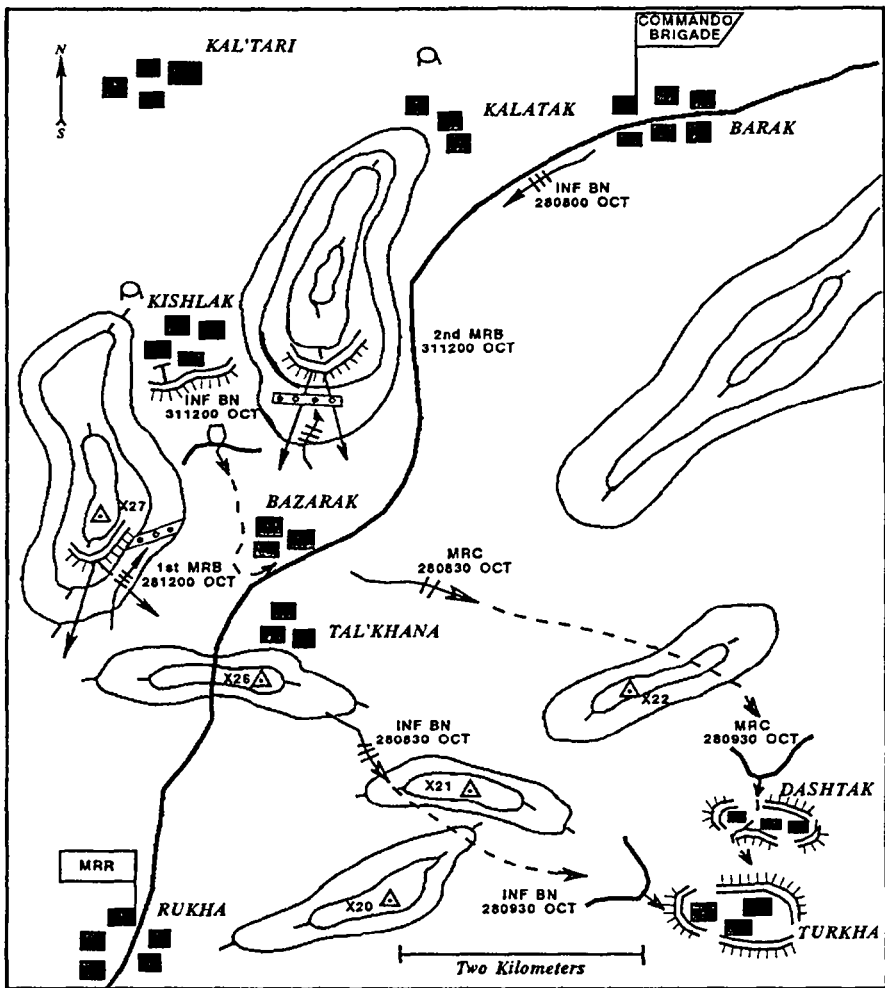 COMMANDO
BRIGADE
KAL'TARI
N
S
KALATAK
BARAK
INF BN
280800 OCT
KISHLAK
2nd MRB
311200 OCT
INF BN
311200 OCT
X27
BAZARAK
1st MRB
281200 OCT
MRC
280830 OCT
TAL'KHANA
X26
X22
INF BN
280830 OCT
MRC
280930 OCT
X21
DASHTAK
MRR
RUKHA
X20
INF BN
280930 OCT
TURKHA
Two Kilometers